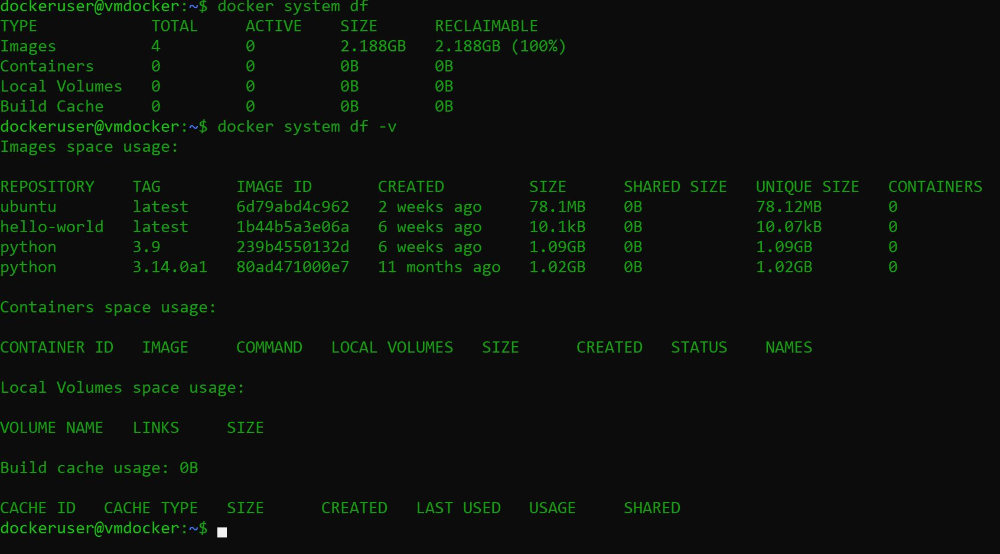 dockeruser@vmdocker:~$ docker system df
TYPE            TOTAL     ACTIVE    SIZE      RECLAIMABLE
Images          4         0         2.188GB   2.188GB (100%)
Containers      0         0         0B        0B
Local Volumes   0         0         0B        0B
Build Cache     0         0         0B        0B
dockeruser@vmdocker:~$ docker system df -v
Images space usage:

REPOSITORY    TAG        IMAGE ID       CREATED         SIZE      SHARED SIZE   UNIQUE SIZE   CONTAINERS
ubuntu        latest     6d79abd4c962   2 weeks ago     78.1MB    0B            78.12MB       0
hello-world   latest     1b44b5a3e06a   6 weeks ago     10.1kB    0B            10.07kB       0
python        3.9        239b4550132d   6 weeks ago     1.09GB    0B            1.09GB        0
python        3.14.0a1   80ad471000e7   11 months ago   1.02GB    0B            1.02GB        0

Containers space usage:

CONTAINER ID   IMAGE     COMMAND   LOCAL VOLUMES   SIZE      CREATED   STATUS    NAMES

Local Volumes space usage:

VOLUME NAME   LINKS     SIZE

Build cache usage: 0B

CACHE ID   CACHE TYPE   SIZE      CREATED   LAST USED   USAGE     SHARED
dockeruser@vmdocker:~$